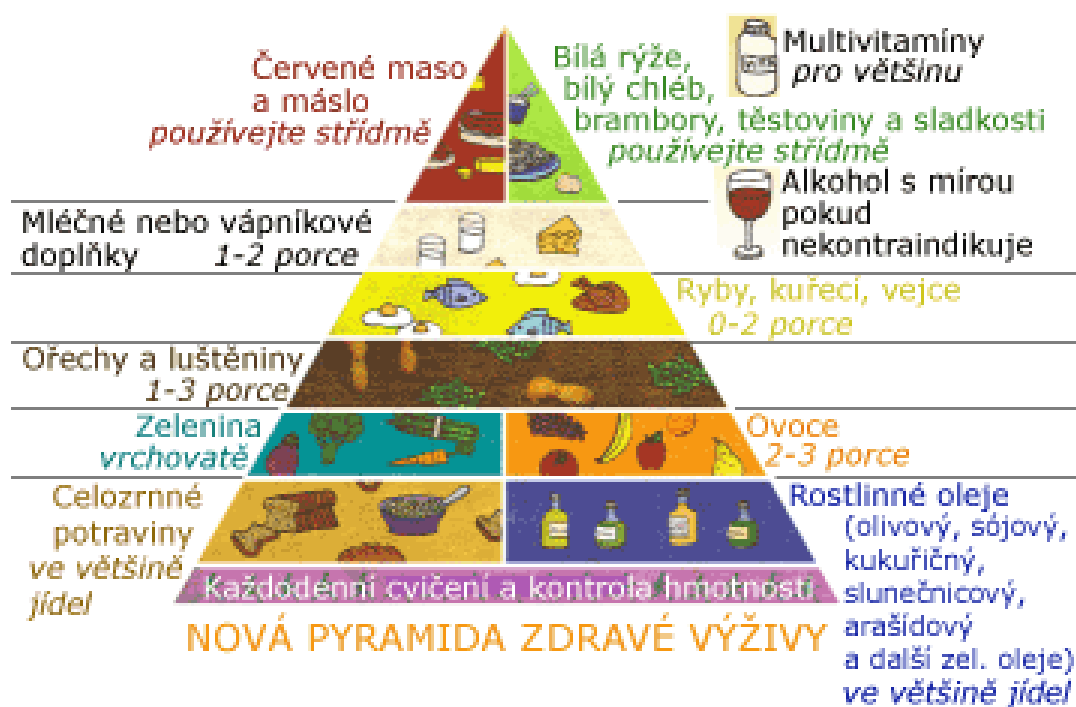 Červené maso
a máslo
používejte střídmě
Bílá rýže,
bílý chléb,
brambory, těstoviny a sladkosti
používejte střídmě
Multivitamíny
pro většinu
Alkohol s mírou
pokud
nekontraindikuje
Mléčné nebo vápníkové
doplňky 1-2 porce
Ryby, kuřecí, vejce
0-2 porce
Ořechy a luštěniny
1-3 porce
Zelenina
vrchovatě
Ovoce
2-3 porce
Celozrnné
potraviny
ve většině
jídel
Rostlinné oleje
(olivový, sójový,
kukuřičný,
slunečnicový,
arašídový
a další zel. oleje)
ve většině jídel
Každodenní cvičení a kontrola hmotnosti
NOVÁ PYRAMIDA ZDRAVÉ VÝŽIVY